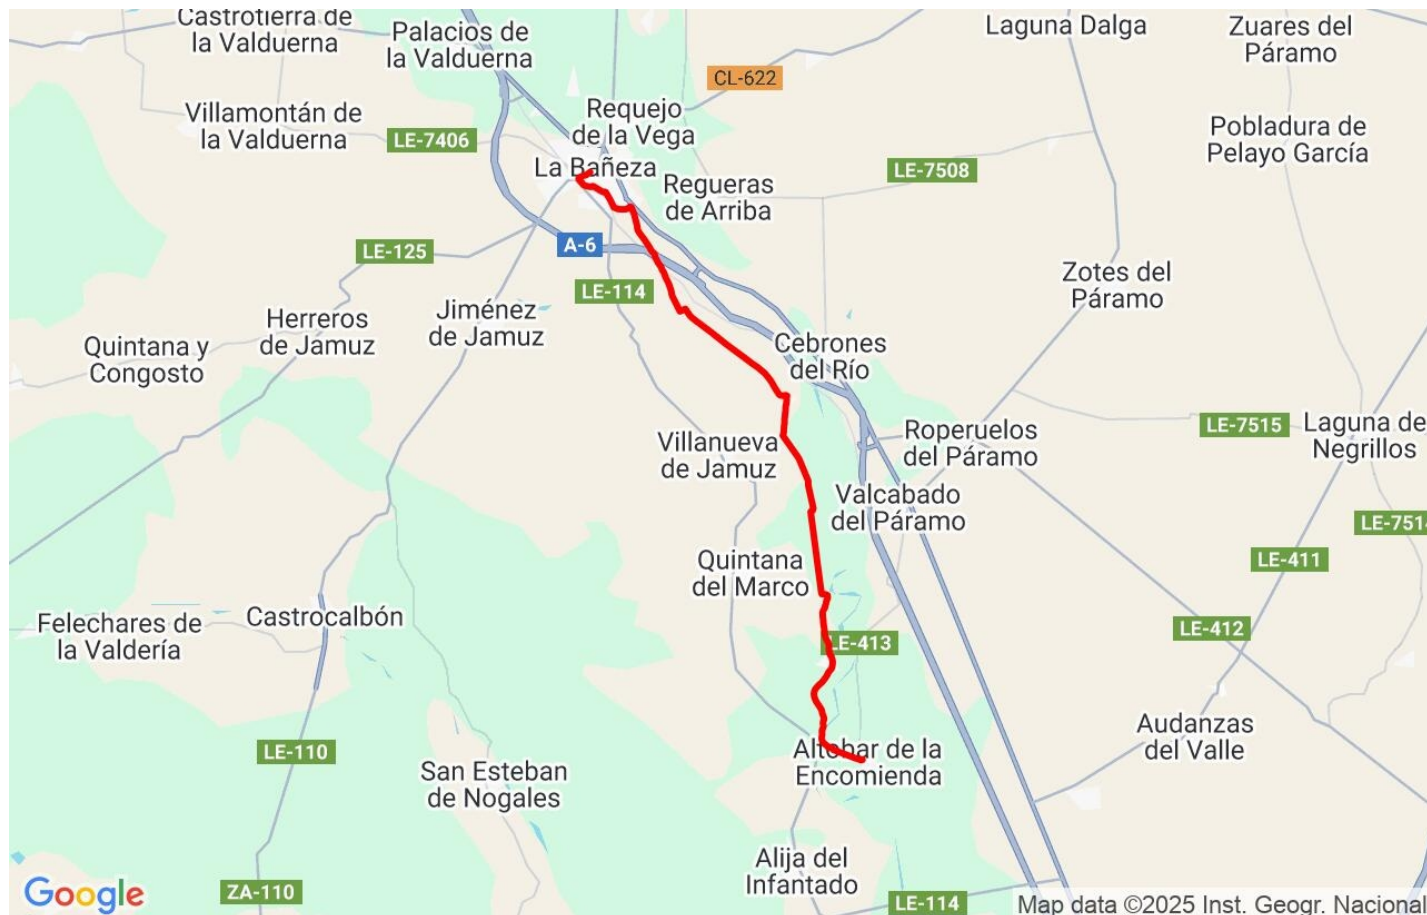 Castrotierra de
la Valduerna
Palacios de
la Valduerna
Laguna Dalga
Zuares del
Páramo
CL-622
Villamontán de
la Valduerna
LE-7406
Requejo
de la Vega
Pobladura de
Pelayo García
La Bañeza
LE-7508
Regueras
de Arriba
LE-125
A-6
LE-114
Zotes del
Páramo
Herreros
de Jamuz
Jiménez
de Jamuz
Quintana y
Congosto
Cebrones
del Río
Villanueva
de Jamuz
Roperuelos
del Páramo
LE-7515
Laguna de
Negrillos
Valcabado
del Páramo
LE-7514
Quintana
del Marco
LE-411
Castrocalbón
Felechares de
la Valdería
LE-413
LE-412
LE-110
San Esteban
de Nogales
Altobar de la
Encomienda
Audanzas
del Valle
Alija del
Infantado
Google
ZA-110
LE-114
Map data ©2025 Inst. Geogr. Nacional